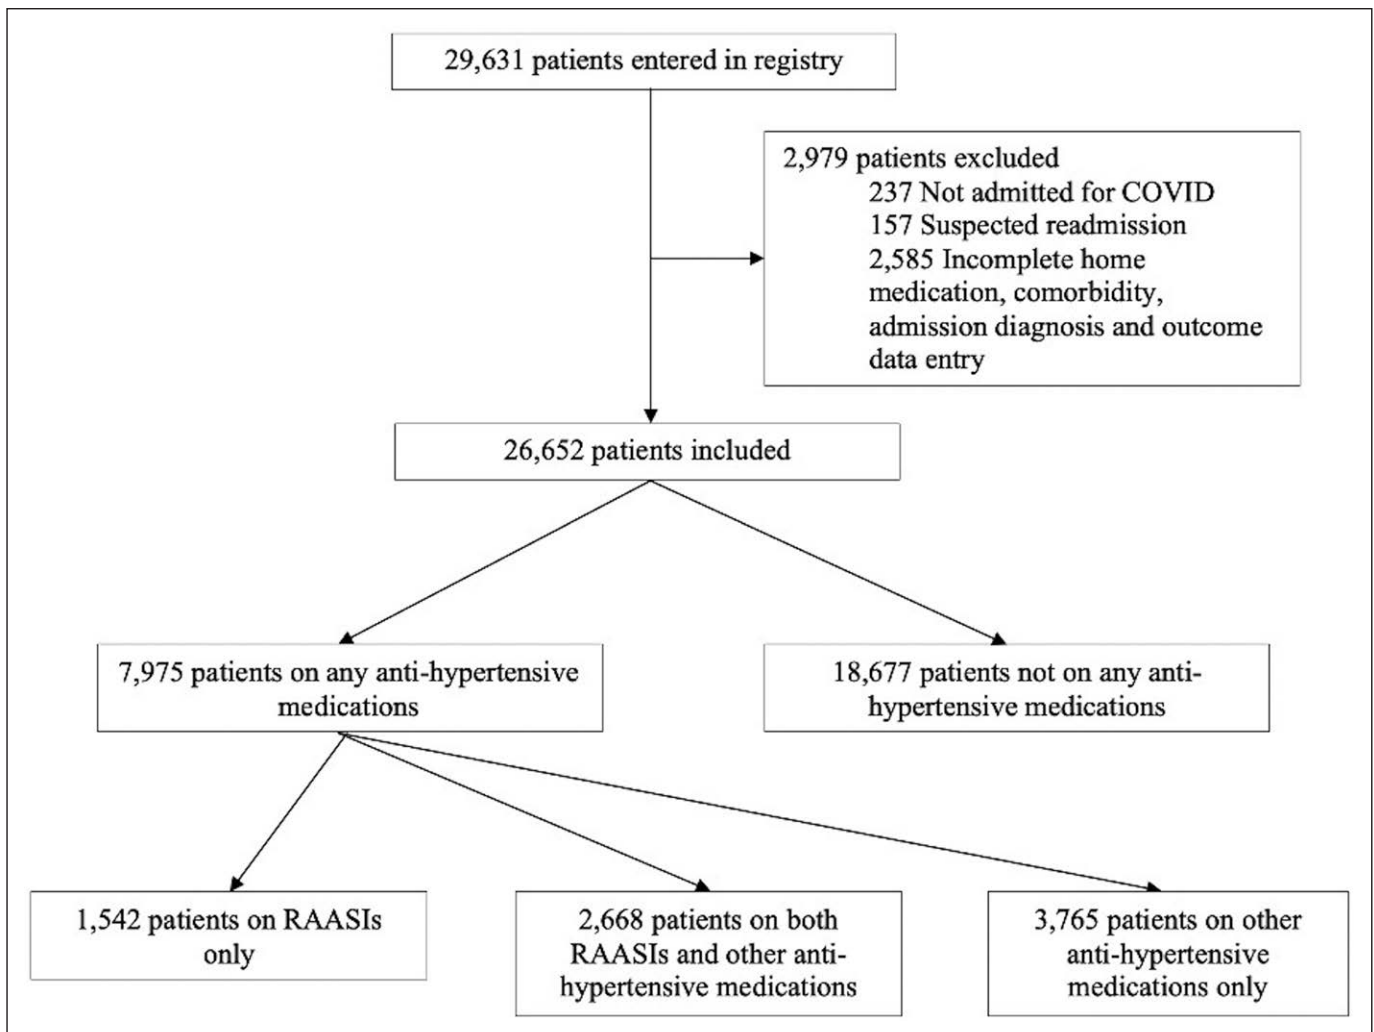 29,631 patients entered in registry
2,979 patients excluded
237 Not admitted for COVID
157 Suspected readmission
2,585 Incomplete home
medication, comorbidity,
admission diagnosis and outcome
data entry
26,652 patients included
7,975 patients on any anti-hypertensive
medications
18,677 patients not on any anti-
hypertensive medications
1,542 patients on RAASIs
only
2,668 patients on both
RAASIs and other anti-
hypertensive medications
3,765 patients on other
anti-hypertensive
medications only